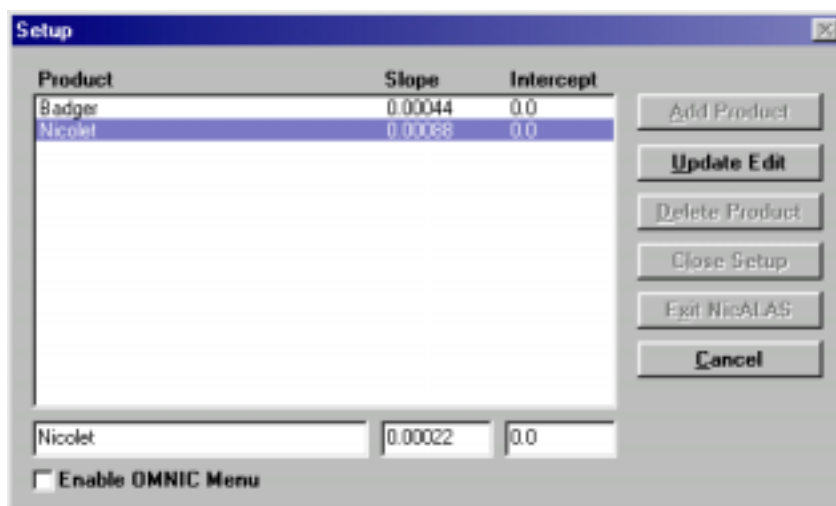 Setup
Product Slope Intercept
Badger 0.00044 0.0
Nicolet 0.00088 0.0
Add Product
Update Edit
Delete Product
Close Setup
Exit NicALAS
Cancel
Nicolet 0.00022 0.0
Enable OMNIC Menu